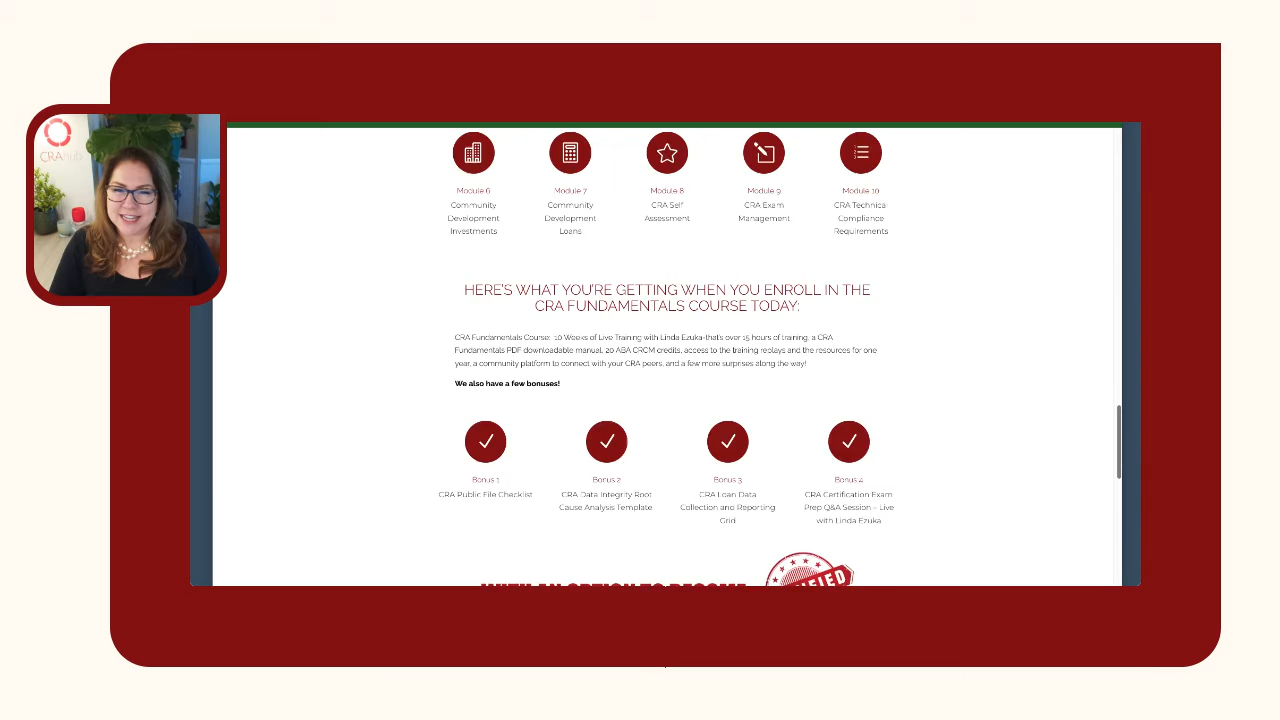 CRAhub
Module 6
Community
Development
Investments
Module 7
Community
Development
Loans
Module 8
CRA Self
Assessment
Module 9
CRA Exam
Management
Module 10
CRA Technical
Compliance
Requirements
HERE'S WHAT YOU'RE GETTING WHEN YOU ENROLL IN THE
CRA FUNDAMENTALS COURSE TODAY:
CRA Fundamentals Course: 10 Weeks of Live Training with Linda Ezuka-that's over 15 hours of training, a CRA
Fundamentals PDF downloadable manual, 20 ABA CRCM credits, access to the training replays and the resources for one
year, a community platform to connect with your CRA peers, and a few more surprises along the way!
We also have a few bonuses!
Bonus 1
CRA Public File Checklist
Bonus 2
CRA Data Integrity Root
Cause Analysis Template
Bonus 3
CRA Loan Data
Collection and Reporting
Grid
Bonus 4
CRA Certification Exam
Prep Q&A Session – Live
with Linda Ezuka
WITH AN OPTION TO BECOME